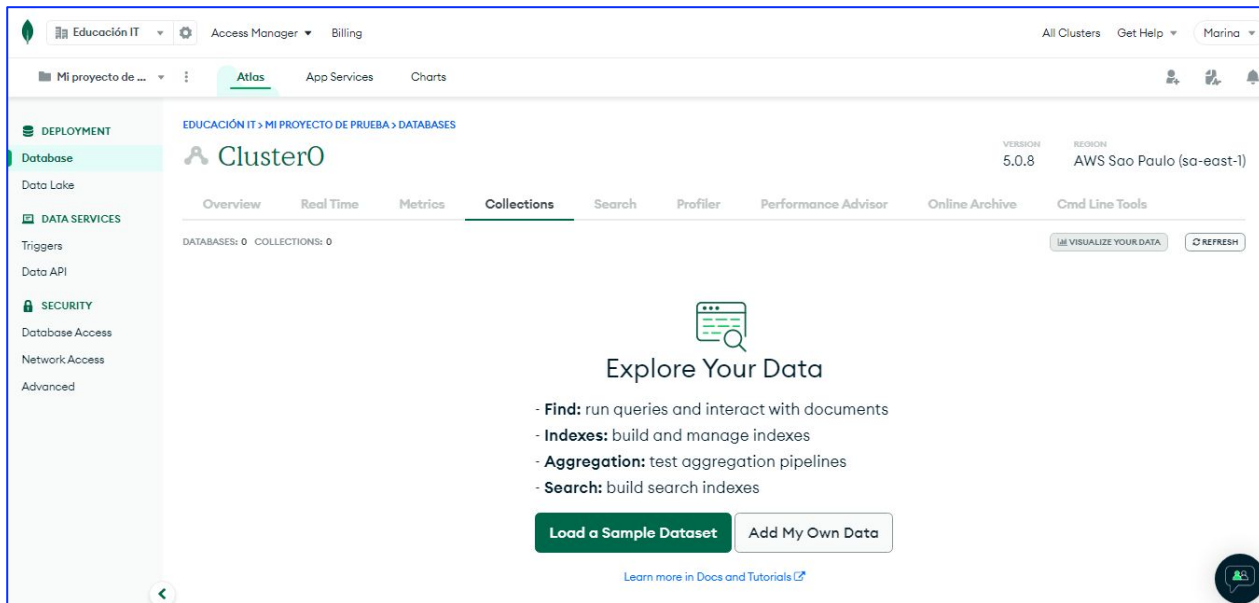 Educación IT
Access Manager
Billing
All Clusters
Get Help
Marina
Mi proyecto de ...
Atlas
App Services
Charts
DEPLOYMENT
Database
Data Lake
DATA SERVICES
Triggers
Data API
SECURITY
Database Access
Network Access
Advanced
EDUCACIÓN IT > MI PROYECTO DE PRUEBA > DATABASES
Cluster0
VERSION
5.0.8
REGION
AWS Sao Paulo (sa-east-1)
Overview
Real Time
Metrics
Collections
Search
Profiler
Performance Advisor
Online Archive
Cmd Line Tools
DATABASES: 0 COLLECTIONS: 0
VISUALIZE YOUR DATA
REFRESH
Explore Your Data
- Find: run queries and interact with documents
- Indexes: build and manage indexes
- Aggregation: test aggregation pipelines
- Search: build search indexes
Load a Sample Dataset
Add My Own Data
Learn more in Docs and Tutorials